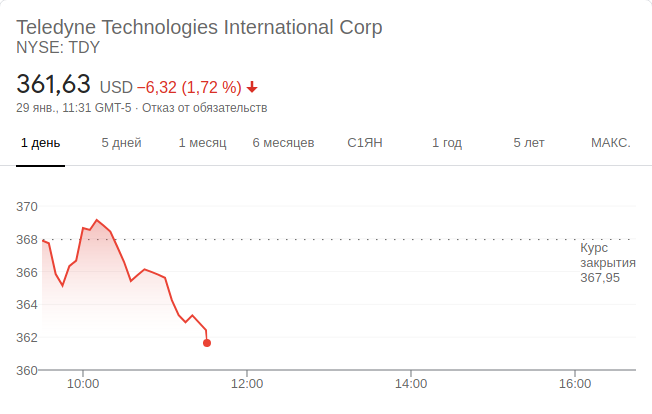 Teledyne Technologies International Corp
NYSE: TDY
361,63 USD −6,32 (1,72 %)
29 янв., 11:31 GMT-5 · Отказ от обязательств
1 день 5 дней 1 месяц 6 месяцев С1ЯН 1 год 5 лет МАКС.
370
368
366
364
362
360
Курс
закрытия
367,95
10:00 12:00 14:00 16:00